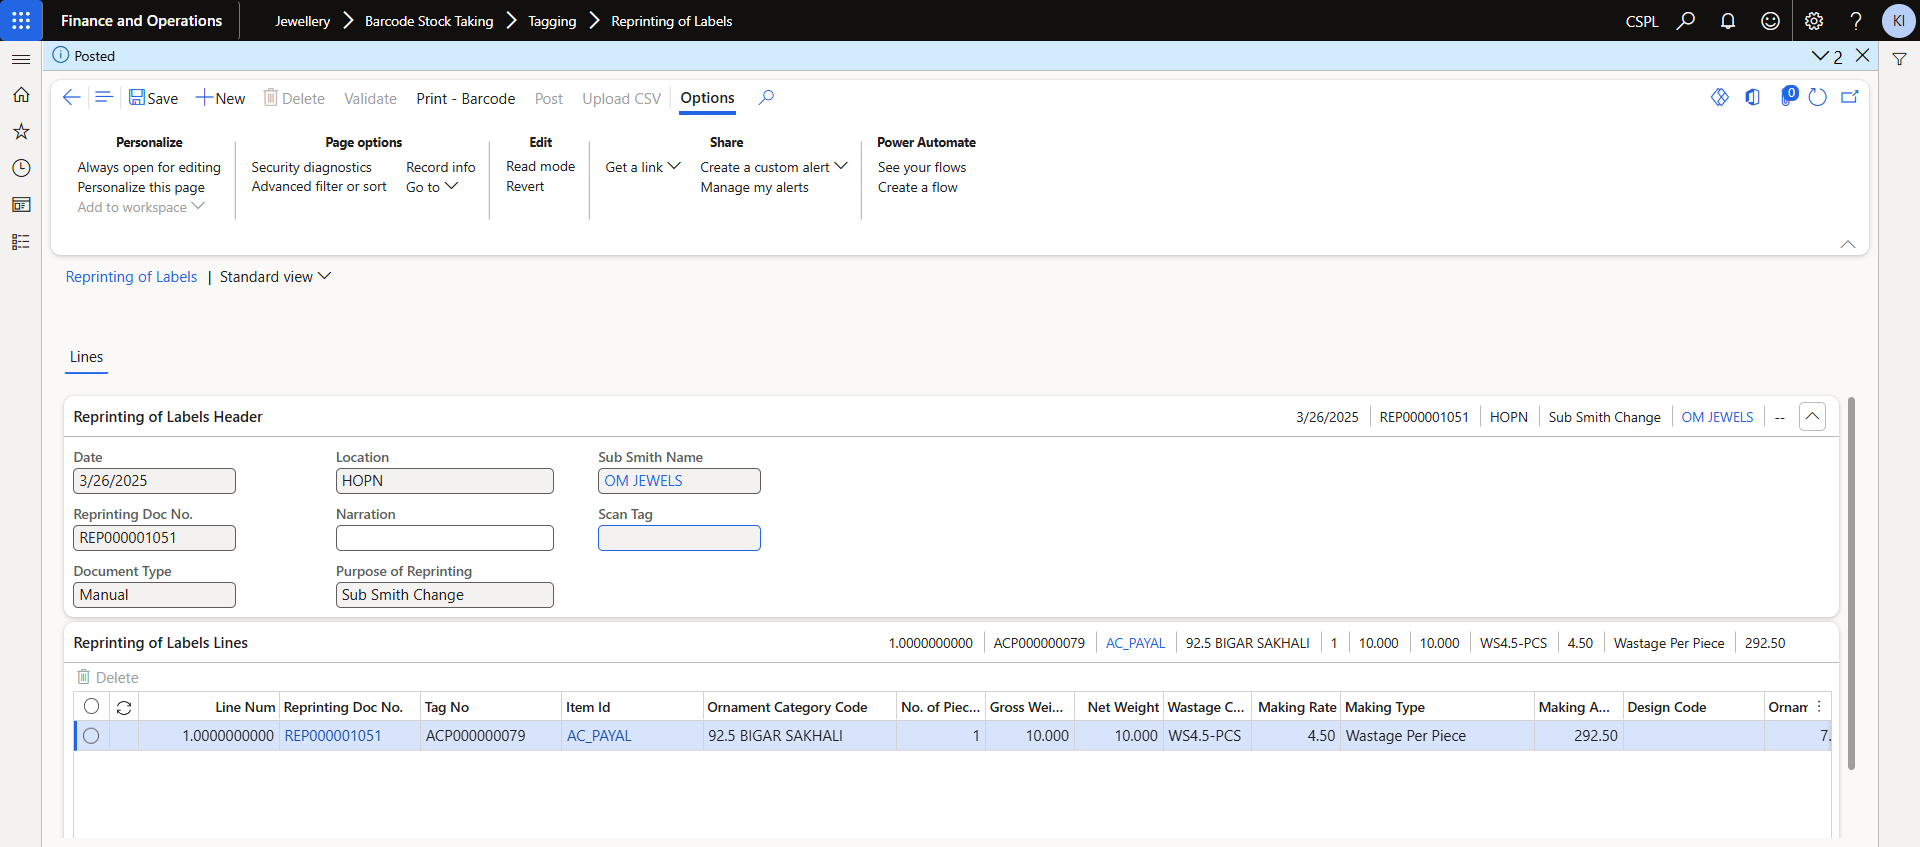 Finance and Operations
Jewellery > Barcode Stock Taking > Tagging > Reprinting of Labels
CSPL
KI
Posted
2
Save New Delete Validate Print - Barcode Post Upload CSV Options
0
Personalize
Always open for editing
Personalize this page
Add to workspace
Page options
Security diagnostics
Advanced filter or sort
Record info
Go to
Edit
Read mode
Revert
Share
Get a link
Create a custom alert
Manage my alerts
Power Automate
See your flows
Create a flow
Reprinting of Labels | Standard view
Lines
Reprinting of Labels Header
3/26/2025 REP000001051 HOPN Sub Smith Change OM JEWELS --
Date
3/26/2025
Reprinting Doc No.
REP000001051
Document Type
Manual
Location
HOPN
Narration
Purpose of Reprinting
Sub Smith Change
Sub Smith Name
OM JEWELS
Scan Tag
Reprinting of Labels Lines
1.0000000000 ACP000000079 AC_PAYAL 92.5 BIGAR SAKHALI 1 10.000 10.000 WS4.5-PCS 4.50 Wastage Per Piece 292.50
Delete
Line Num Reprinting Doc No. Tag No Item Id Ornament Category Code No. of Piec... Gross Wei... Net Weight Wastage C... Making Rate Making Type Making A... Design Code Ornam
1.0000000000 REP000001051 ACP000000079 AC_PAYAL 92.5 BIGAR SAKHALI 1 10.000 10.000 WS4.5-PCS 4.50 Wastage Per Piece 292.50 7.